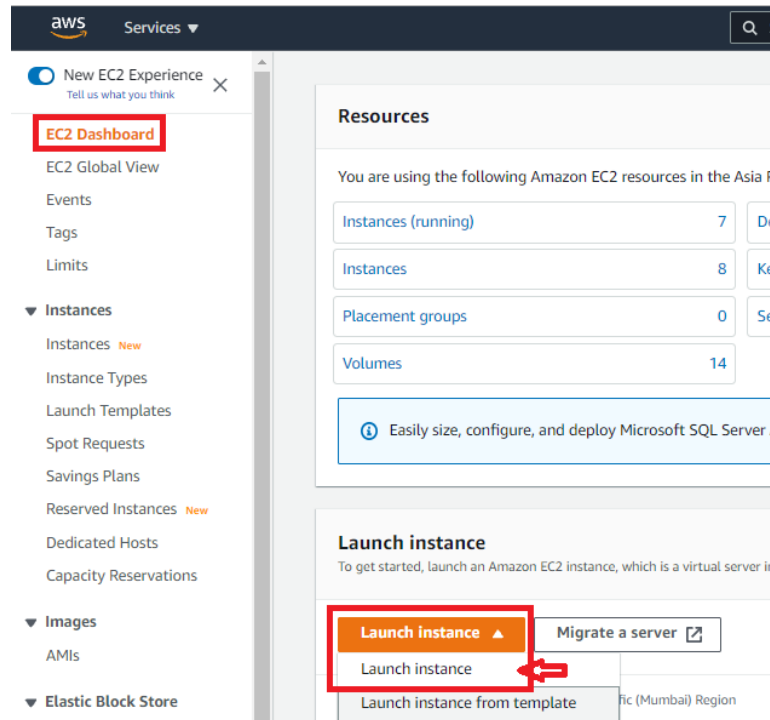 aws
Services
New EC2 Experience
Tell us what you think
EC2 Dashboard
EC2 Global View
Events
Tags
Limits
Instances
Instances New
Instance Types
Launch Templates
Spot Requests
Savings Plans
Reserved Instances New
Dedicated Hosts
Capacity Reservations
Images
AMIs
Elastic Block Store
Resources
You are using the following Amazon EC2 resources in the Asia
Instances (running) 7
Instances 8
Placement groups 0
Volumes 14
Easily size, configure, and deploy Microsoft SQL Server
Launch instance
To get started, launch an Amazon EC2 instance, which is a virtual server
Launch instance
Migrate a server
Launch instance
Launch instance from template
(Mumbai) Region